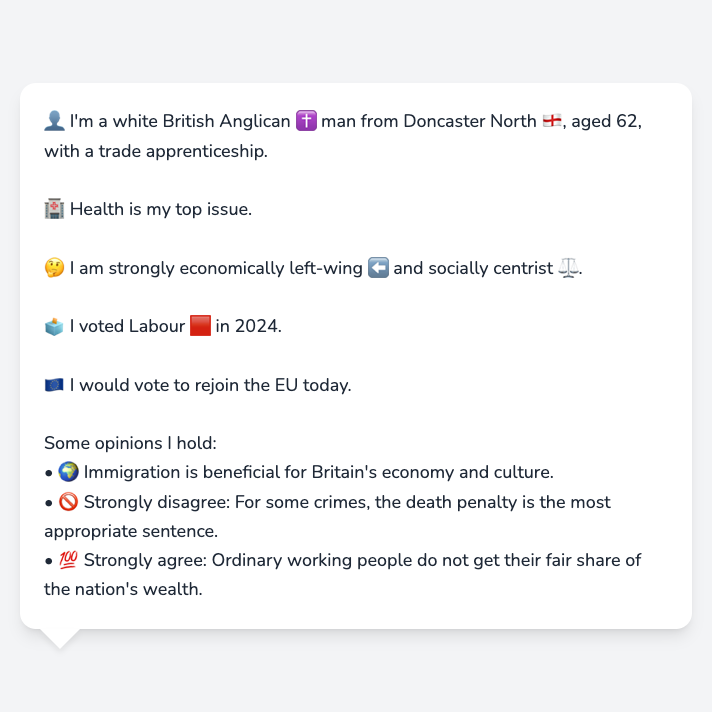 👤 I'm a white British Anglican ✝️ man from Doncaster North 🏴󠁧󠁢󠁥󠁮󠁧󠁿, aged 62,
with a trade apprenticeship.
🏥 Health is my top issue.
🤔 I am strongly economically left-wing ⬅️ and socially centrist ⚖️.
🗳️ I voted Labour 🟥 in 2024.
🇪🇺 I would vote to rejoin the EU today.
Some opinions I hold:
• 🌍 Immigration is beneficial for Britain's economy and culture.
• 🚫 Strongly disagree: For some crimes, the death penalty is the most
appropriate sentence.
• 💯 Strongly agree: Ordinary working people do not get their fair share of
the nation's wealth.